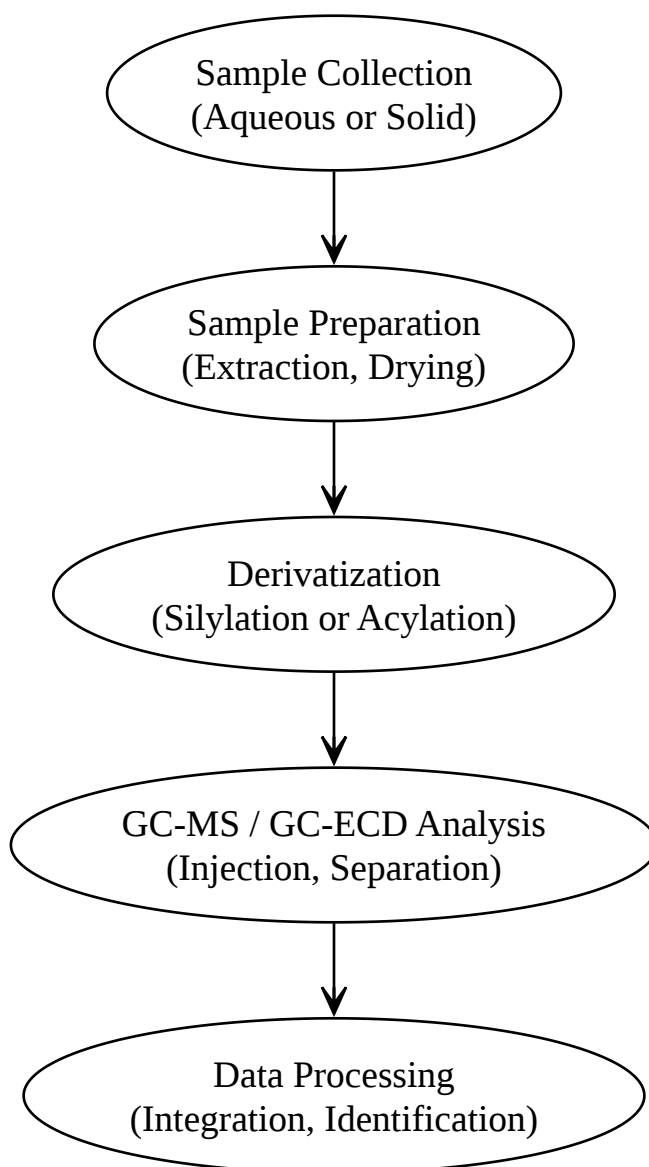 Sample Collection
(Aqueous or Solid)
Sample Preparation
(Extraction, Drying)
Derivatization
(Silylation or Acylation)
GC-MS / GC-ECD Analysis
(Injection, Separation)
Data Processing
(Integration, Identification)